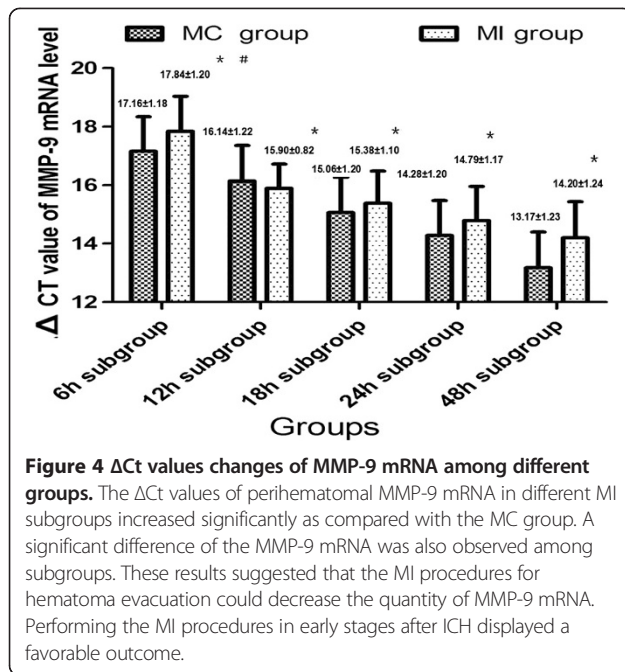 MC group MI group
Δ CT value of MMP-9 mRNA level
20
18
16
14
12
17.16±1.18
17.84±1.20
* #
16.14±1.22
15.90±0.82
*
15.06±1.20
15.38±1.10
*
14.28±1.20
14.79±1.17
*
13.17±1.23
14.20±1.24
*
6h subgroup
12h subgroup
18h subgroup
24h subgroup
48h subgroup
Groups
Figure 4 ΔCt values changes of MMP-9 mRNA among different
groups. The ΔCt values of perihematomal MMP-9 mRNA in different MI
subgroups increased significantly as compared with the MC group. A
significant difference of the MMP-9 mRNA was also observed among
subgroups. These results suggested that the MI procedures for
hematoma evacuation could decrease the quantity of MMP-9 mRNA.
Performing the MI procedures in early stages after ICH displayed a
favorable outcome.